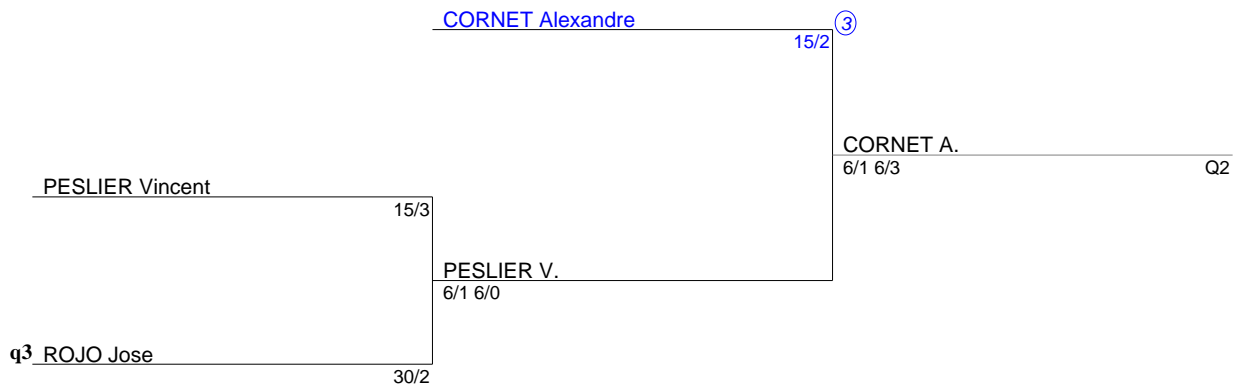 CORNET Alexandre
3
15/2
CORNET A.
6/1 6/3
Q2
PESLIER Vincent
15/3
PESLIER V.
6/1 6/0
q3 ROJO Jose
30/2